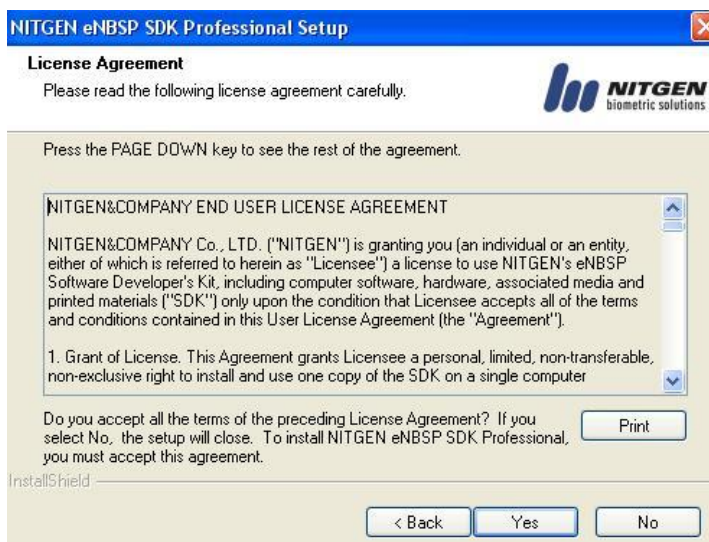 NITGEN eNBSP SDK Professional Setup
License Agreement
Please read the following license agreement carefully.
NITGEN
biometric solutions
Press the PAGE DOWN key to see the rest of the agreement.
NITGEN&COMPANY END USER LICENSE AGREEMENT
NITGEN&COMPANY Co., LTD. ("NITGEN") is granting you (an individual or an entity,
either of which is referred to herein as "Licensee") a license to use NITGEN's eNBSP
Software Developer's Kit, including computer software, hardware, associated media and
printed materials ("SDK") only upon the condition that Licensee accepts all of the terms
and conditions contained in this User License Agreement (the "Agreement").
1. Grant of License. This Agreement grants Licensee a personal, limited, non-transferable,
non-exclusive right to install and use one copy of the SDK on a single computer
Do you accept all the terms of the preceding License Agreement? If you
select No, the setup will close. To install NITGEN eNBSP SDK Professional,
you must accept this agreement.
Print
InstallShield
< Back
Yes
No